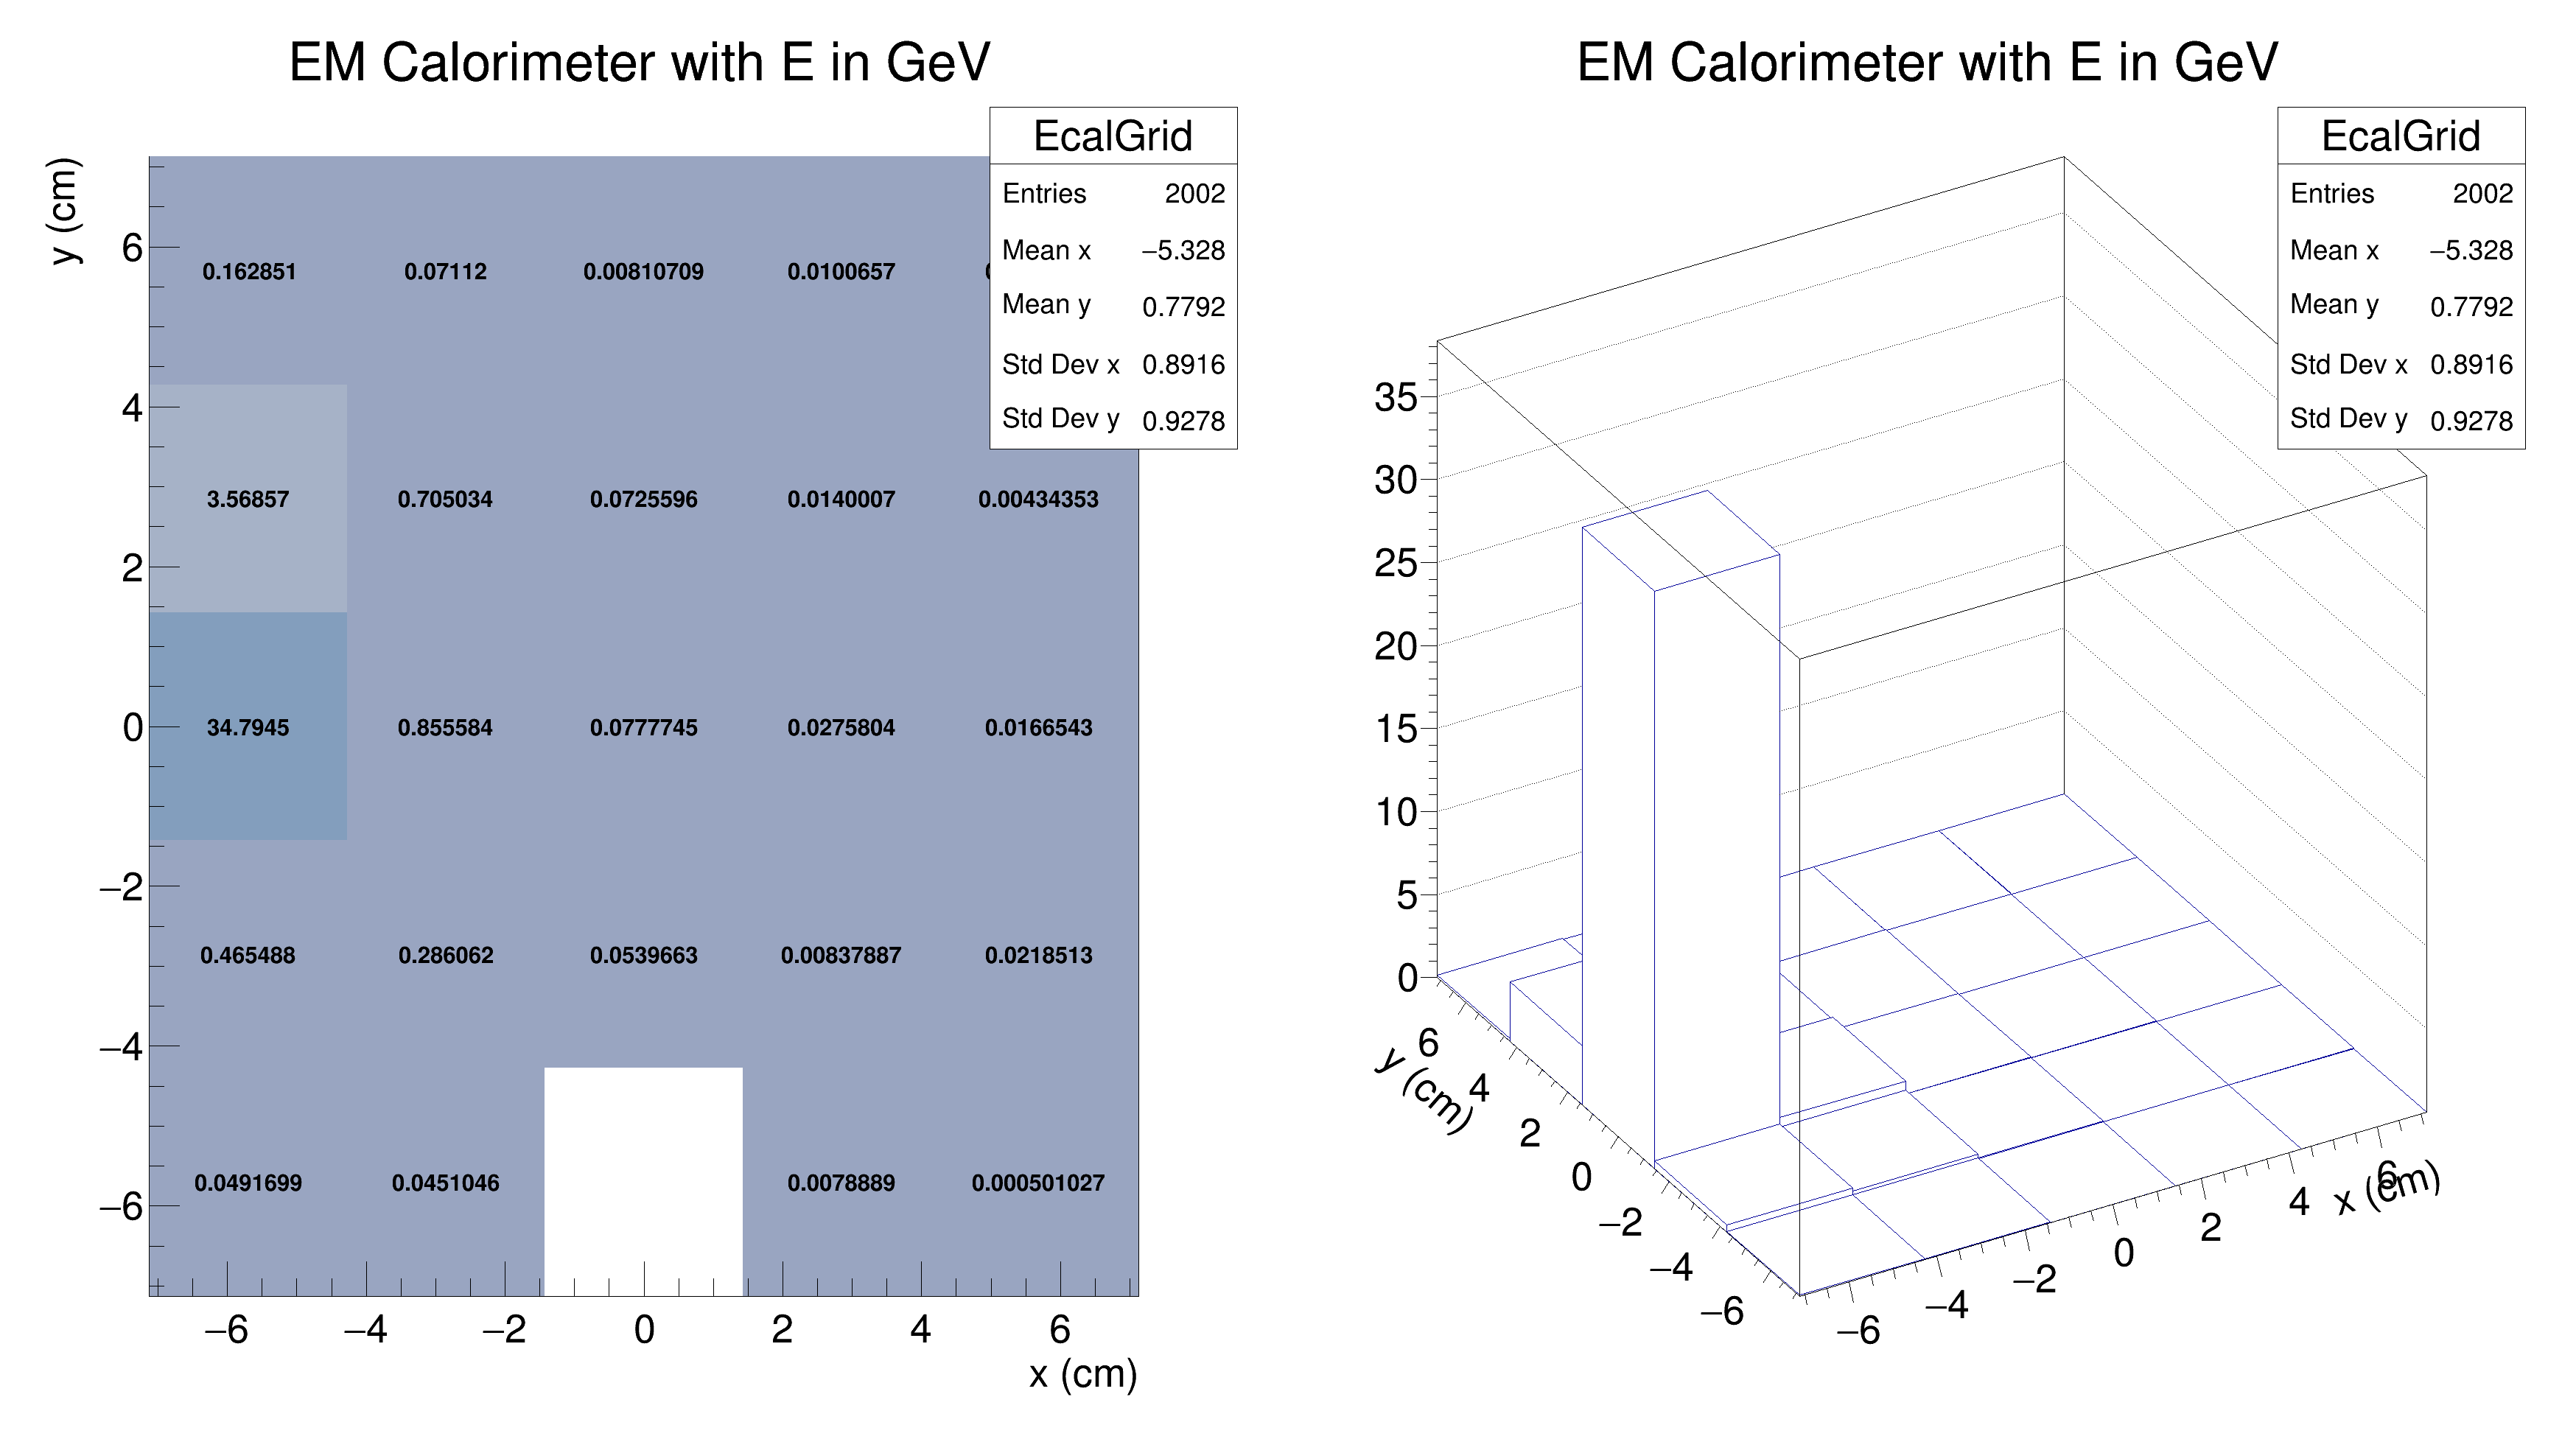 EM Calorimeter with E in GeV
EcalGrid
Entries 2002
Mean x −5.328
Mean y 0.7792
Std Dev x 0.8916
Std Dev y 0.9278
y (cm)
6
4
2
0
−2
−4
−6
0.162851 0.07112 0.00810709 0.0100657
3.56857 0.705034 0.0725596 0.0140007 0.00434353
34.7945 0.855584 0.0777745 0.0275804 0.0166543
0.465488 0.286062 0.0539663 0.00837887 0.0218513
0.0491699 0.0451046 0.0078889 0.000501027
−6 −4 −2 0 2 4 6
x (cm)
EM Calorimeter with E in GeV
EcalGrid
Entries 2002
Mean x −5.328
Mean y 0.7792
Std Dev x 0.8916
Std Dev y 0.9278
35
30
25
20
15
10
5
0
y (cm)
6
4
2
0
−2
−4
−6
−6 −4 −2 0 2 4 6
x (cm)